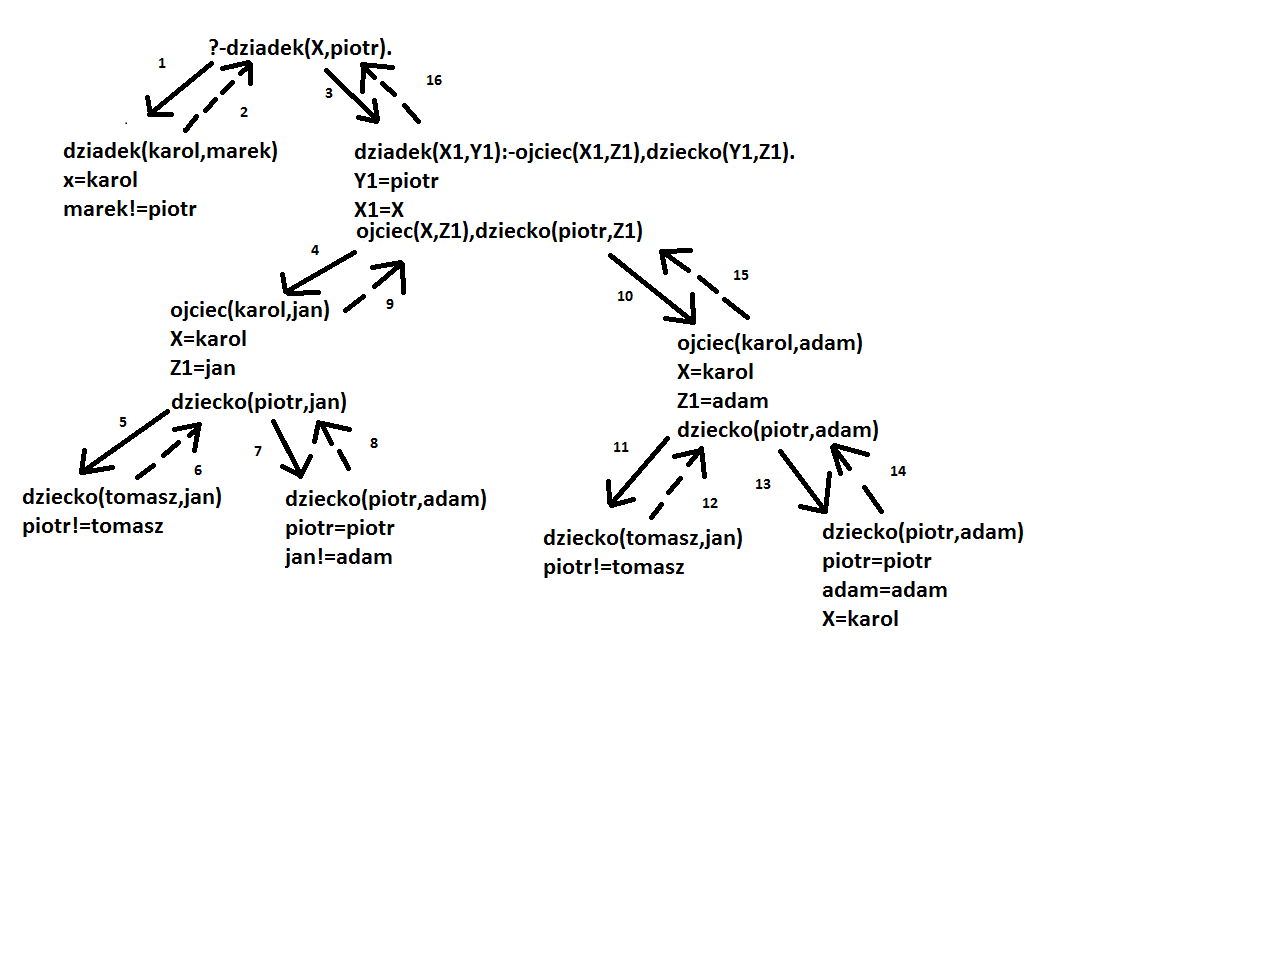 ?-dziadek(X,piotr).
1
2
3
16
dziadek(karol,marek)
x=karol
marek!=piotr
dziadek(X1,Y1):-ojciec(X1,Z1),dziecko(Y1,Z1).
Y1=piotr
X1=X
ojciec(X,Z1),dziecko(piotr,Z1)
4
9
10
15
ojciec(karol,jan)
X=karol
Z1=jan
dziecko(piotr,jan)
ojciec(karol,adam)
X=karol
Z1=adam
dziecko(piotr,adam)
5
6
7
8
dziecko(tomasz,jan)
piotr!=tomasz
dziecko(piotr,adam)
piotr=piotr
jan!=adam
11
12
13
14
dziecko(tomasz,jan)
piotr!=tomasz
dziecko(piotr,adam)
piotr=piotr
adam=adam
X=karol